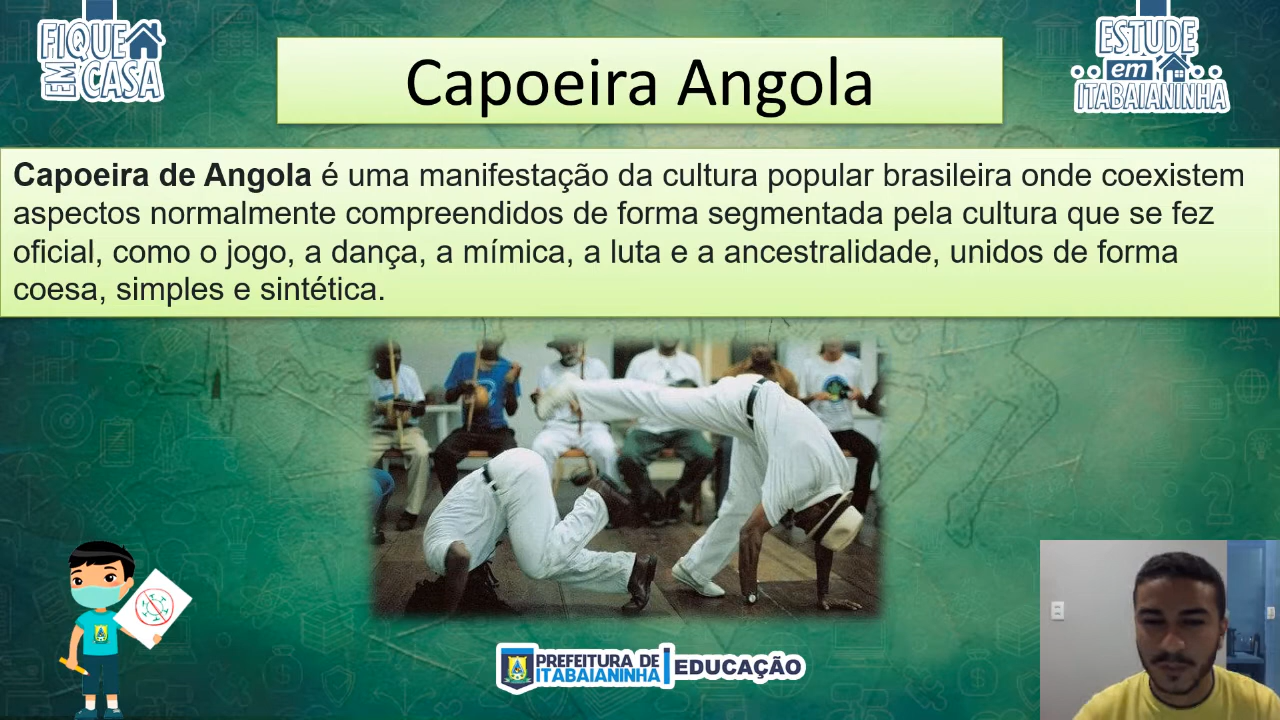 FIQUE
EM CASA
ESTUDE
em
ITABAIANINHA
Capoeira Angola
Capoeira de Angola é uma manifestação da cultura popular brasileira onde coexistem
aspectos normalmente compreendidos de forma segmentada pela cultura que se fez
oficial, como o jogo, a dança, a mímica, a luta e a ancestralidade, unidos de forma
coesa, simples e sintética.
PREFEITURA DE
ITABAIANINHA
EDUCAÇÃO